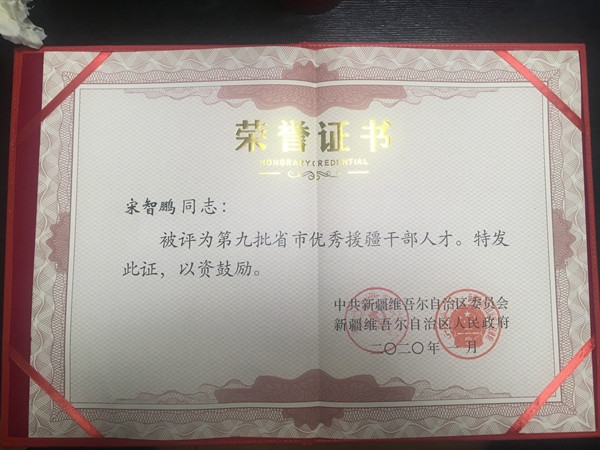 荣誉证书
HONORARY CREDENTIAL
宋智鹏同志：
被评为第九批省市优秀援疆干部人才。特发
此证，以资鼓励。
中共新疆维吾尔自治区委员会
新疆维吾尔自治区人民政府
二〇二〇年一月